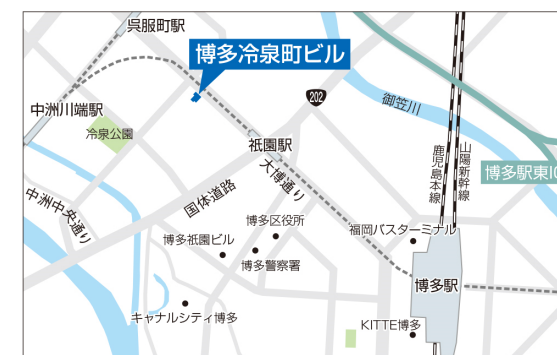 呉服町駅
博多冷泉町ビル
202
御笠川
中洲川端駅
冷泉公園
祇園駅
大博通り
鹿児島本線
山陽新幹線
博多駅東IC
国体道路
中洲中央通り
博多区役所
博多祇園ビル
福岡バスターミナル
博多警察署
博多駅
キャナルシティ博多
KITTE博多